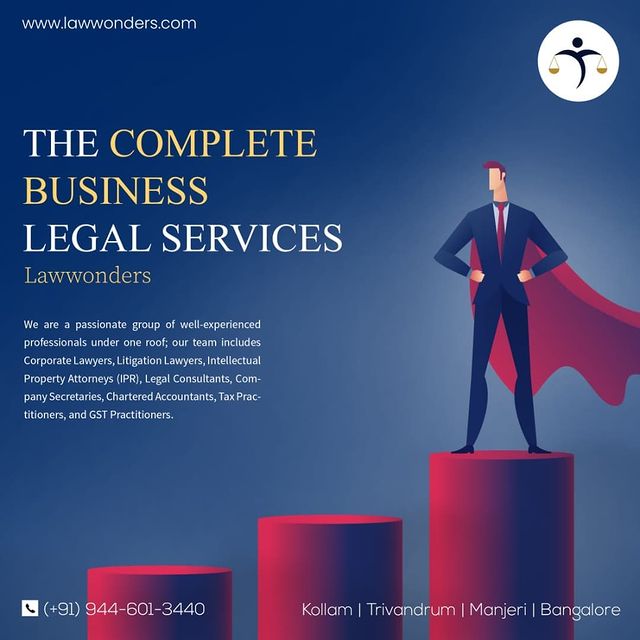 www.lawwonders.com
THE COMPLETE
BUSINESS
LEGAL SERVICES
Lawwonders
We are a passionate group of well-experienced
professionals under one roof; our team includes
Corporate Lawyers, Litigation Lawyers, Intellectual
Property Attorneys (IPR), Legal Consultants, Com-
pany Secretaries, Chartered Accountants, Tax Prac-
titioners, and GST Practitioners.
(+91) 944-601-3440
Kollam | Trivandrum | Manjeri | Bangalore